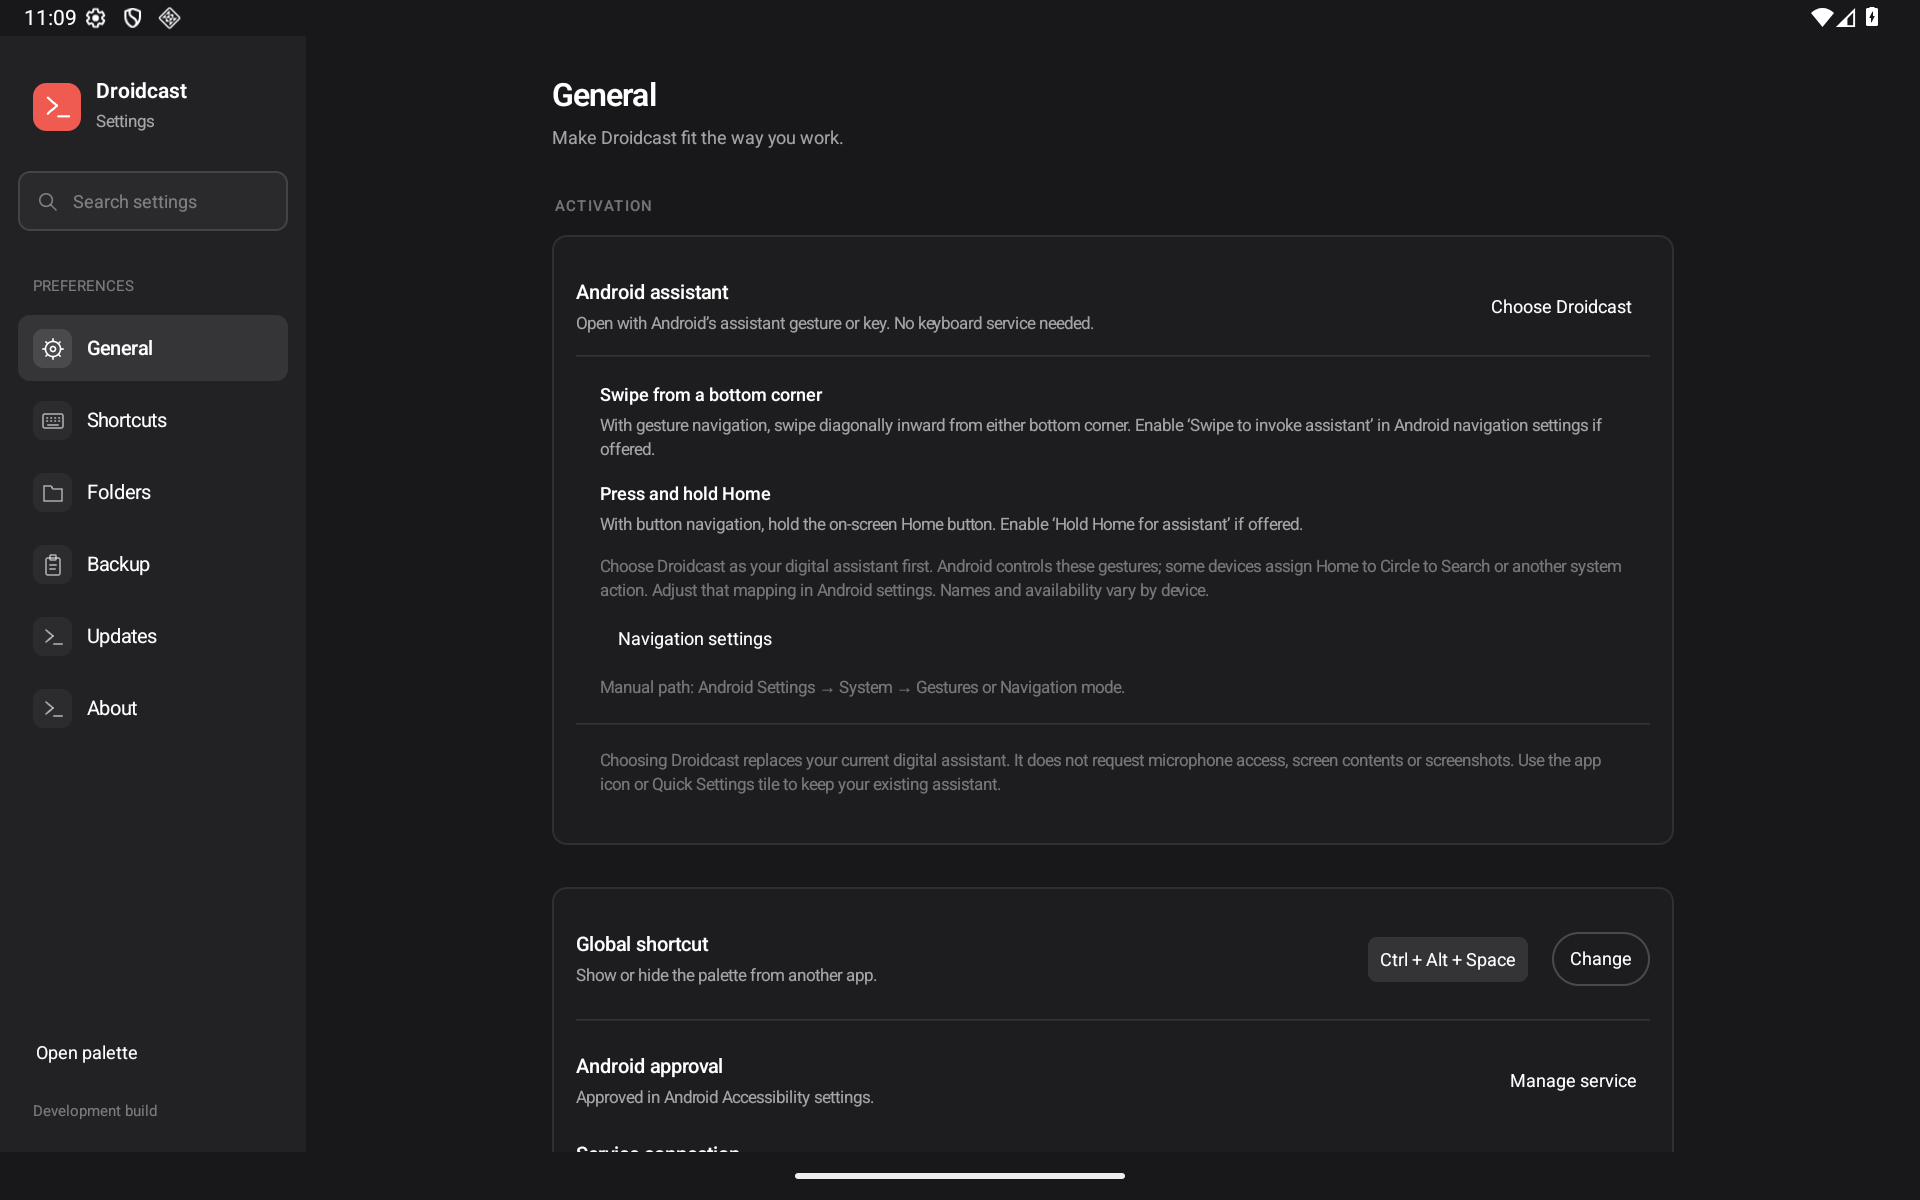 11:09
Droidcast
Settings
Search settings
PREFERENCES
General
Shortcuts
Folders
Backup
Updates
About
Open palette
Development build
General
Make Droidcast fit the way you work.
ACTIVATION
Android assistant
Open with Android’s assistant gesture or key. No keyboard service needed.
Choose Droidcast
Swipe from a bottom corner
With gesture navigation, swipe diagonally inward from either bottom corner. Enable ‘Swipe to invoke assistant’ in Android navigation settings if
offered.
Press and hold Home
With button navigation, hold the on-screen Home button. Enable ‘Hold Home for assistant’ if offered.
Choose Droidcast as your digital assistant first. Android controls these gestures; some devices assign Home to Circle to Search or another system
action. Adjust that mapping in Android settings. Names and availability vary by device.
Navigation settings
Manual path: Android Settings → System → Gestures or Navigation mode.
Choosing Droidcast replaces your current digital assistant. It does not request microphone access, screen contents or screenshots. Use the app
icon or Quick Settings tile to keep your existing assistant.
Global shortcut
Show or hide the palette from another app.
Ctrl + Alt + Space
Change
Android approval
Approved in Android Accessibility settings.
Manage service
Service connection